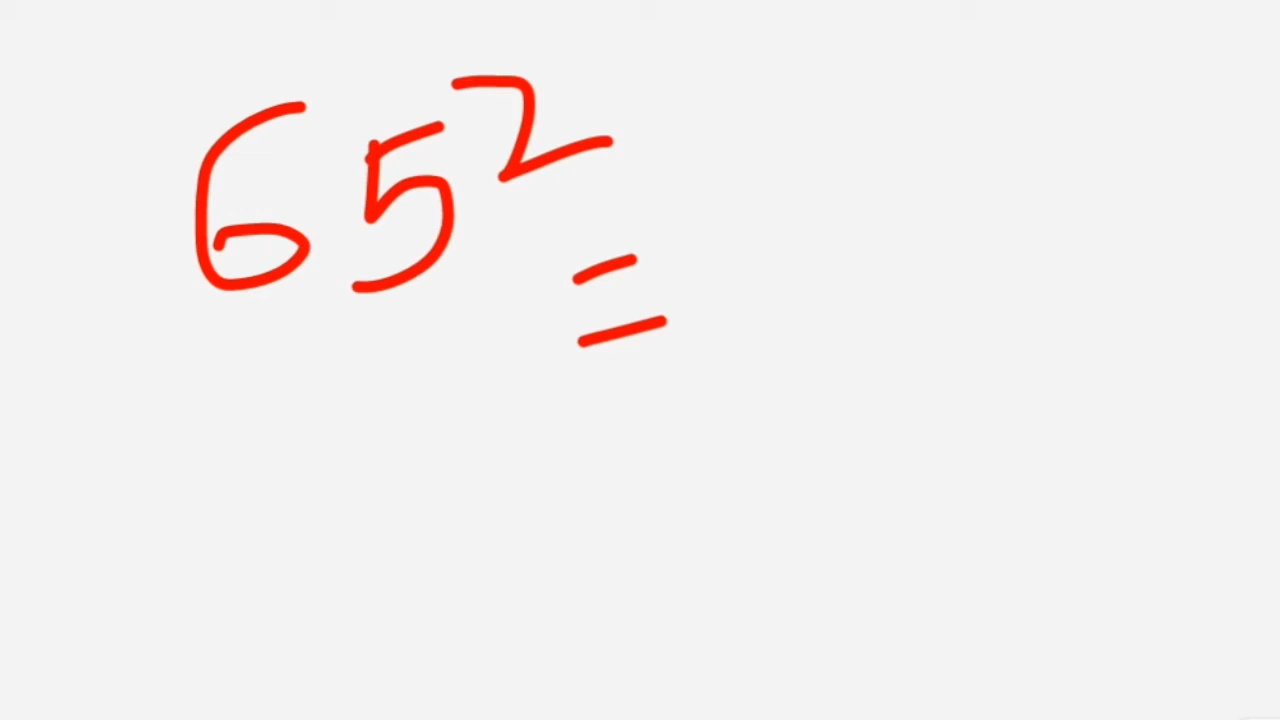 65² =